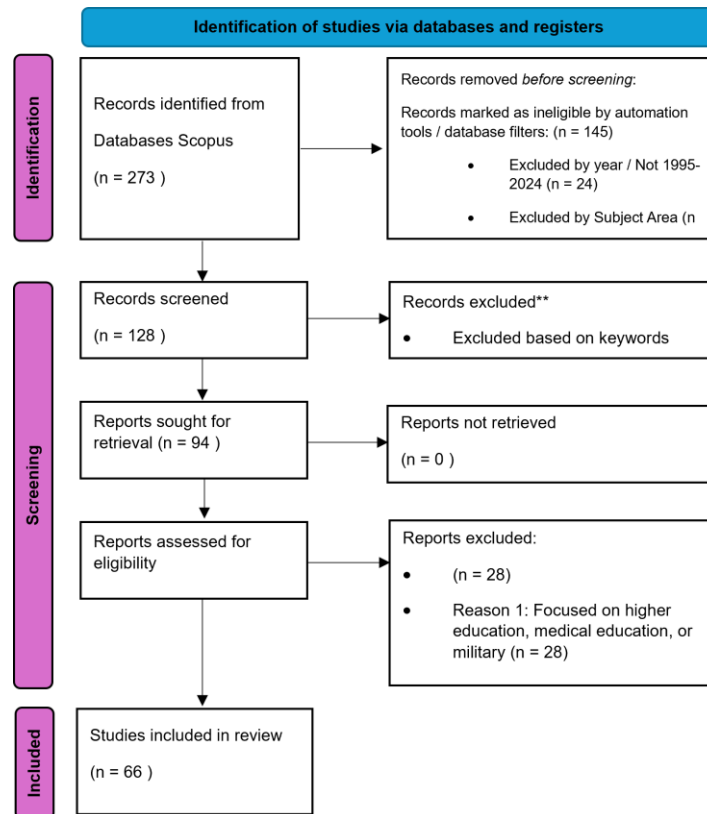 Identification of studies via databases and registers
Identification
Records identified from
Databases Scopus
(n = 273 )
Records removed before screening:
Records marked as ineligible by automation
tools / database filters: (n = 145)
• Excluded by year / Not 1995-
2024 (n = 24)
• Excluded by Subject Area (n
Screening
Records screened
(n = 128 )
Records excluded**
• Excluded based on keywords
Reports sought for
retrieval (n = 94 )
Reports not retrieved
(n = 0 )
Reports assessed for
eligibility
Reports excluded:
• (n = 28)
• Reason 1: Focused on higher
education, medical education, or
military (n = 28)
Included
Studies included in review
(n = 66 )